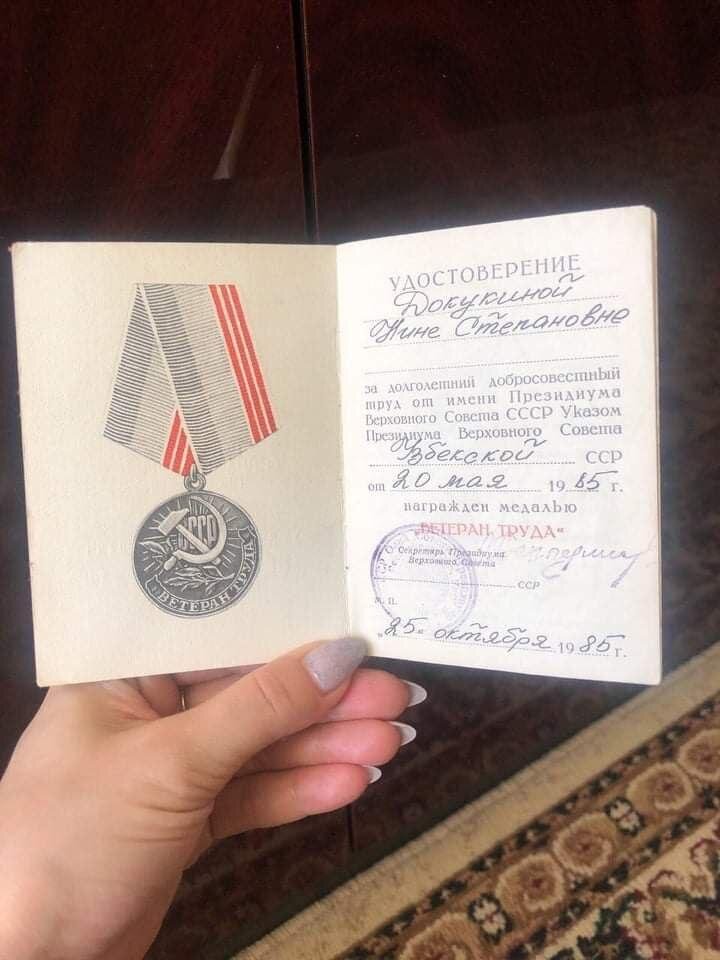 СССР
ВЕТЕРАН ТРУДА
УДОСТОВЕРЕНИЕ
Докукиной
Нине Степановне
за долголетний добросовестный
труд от имени Президиума
Верховного Совета СССР Указом
Президиума Верховного Совета
Узбекской ССР
от 20 мая 1985 г.
награжден медалью
„ВЕТЕРАН ТРУДА“
Секретарь Президиума
Верховного Совета
ССР
М. П.
„25“ октября 1985 г.